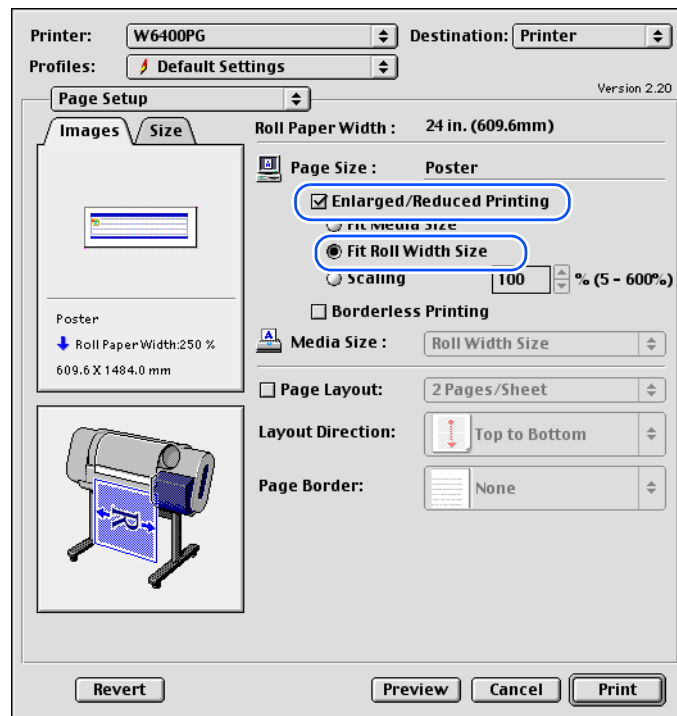 Printer: W6400PG Destination: Printer
Profiles: Default Settings
Version 2.20
Page Setup
Images Size
Roll Paper Width : 24 in. (609.6mm)
Page Size : Poster
Enlarged/Reduced Printing
Fit Media Size
Fit Roll Width Size
Scaling 100 % (5 - 600%)
Borderless Printing
Poster
Roll Paper Width:250 %
609.6 X 1484.0 mm
Media Size : Roll Width Size
Page Layout: 2 Pages/Sheet
Layout Direction: Top to Bottom
Page Border: None
R
Revert Preview Cancel Print